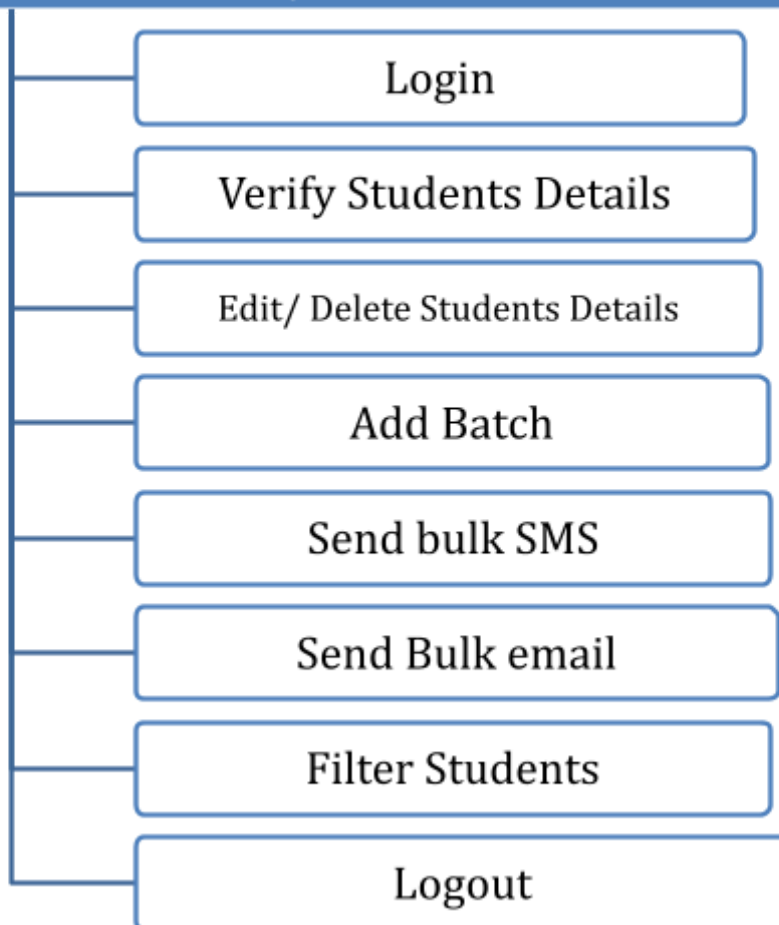 Login
Verify Students Details
Edit/ Delete Students Details
Add Batch
Send bulk SMS
Send Bulk email
Filter Students
Logout